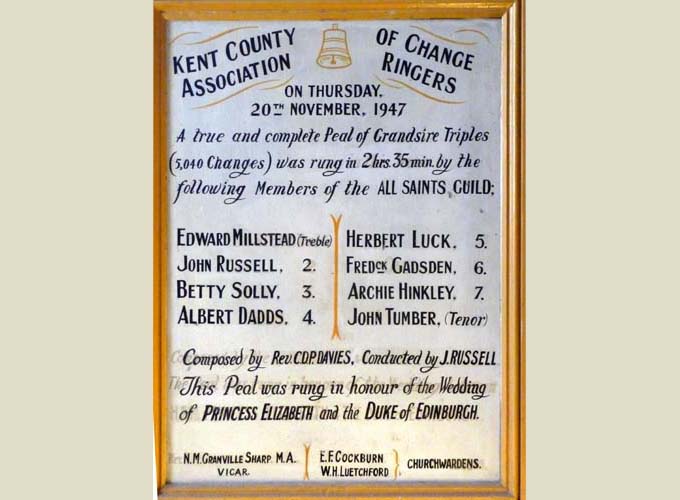 KENT COUNTY OF CHANGE
ASSOCIATION RINGERS
ON THURSDAY,
20TH NOVEMBER, 1947
A true and complete Peal of Grandsire Triples
(5,040 Changes) was rung in 2 hrs. 35 min. by the
following Members of the ALL SAINTS GUILD;
EDWARD MILLSTEAD (Treble)
JOHN RUSSELL, 2.
BETTY SOLLY, 3.
ALBERT DADDS, 4.
HERBERT LUCK, 5.
FREDCK GADSDEN, 6.
ARCHIE HINKLEY, 7.
JOHN TUMBER, (Tenor)
Composed by REV. C.D.P. DAVIES, Conducted by J. RUSSELL
This Peal was rung in honour of the Wedding
of PRINCESS ELIZABETH and the DUKE of EDINBURGH.
N.M. GRANVILLE SHARP M.A.
VICAR.
E.F. COCKBURN
W.H. LUETCHFORD
CHURCHWARDENS.